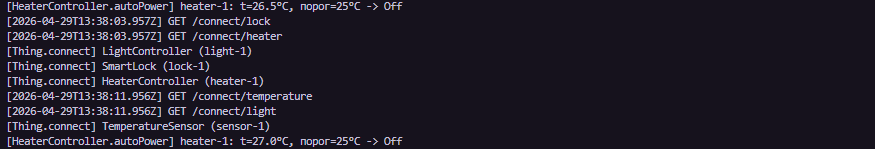 [HeaterController.autoPower] heater-1: t=26.5°C, порог=25°C -> Off
[2026-04-29T13:38:03.957Z] GET /connect/lock
[2026-04-29T13:38:03.957Z] GET /connect/heater
[Thing.connect] LightController (light-1)
[Thing.connect] SmartLock (lock-1)
[Thing.connect] HeaterController (heater-1)
[2026-04-29T13:38:11.956Z] GET /connect/temperature
[2026-04-29T13:38:11.956Z] GET /connect/light
[Thing.connect] TemperatureSensor (sensor-1)
[HeaterController.autoPower] heater-1: t=27.0°C, порог=25°C -> Off